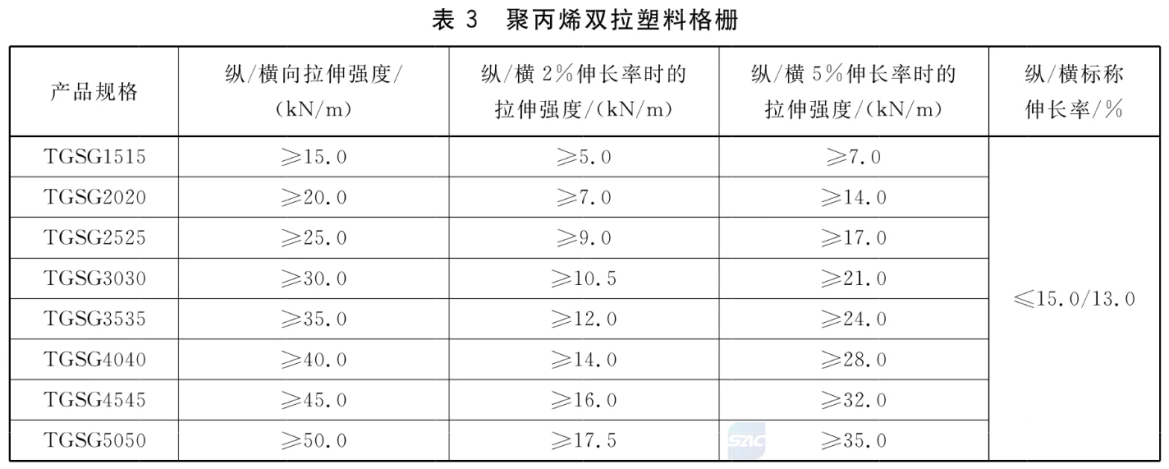 表 3 聚丙烯双拉塑料格栅
产品规格 纵/横向拉伸强度/(kN/m) 纵/横 2%伸长率时的拉伸强度/(kN/m) 纵/横 5%伸长率时的拉伸强度/(kN/m) 纵/横标称伸长率/%
TGSG1515 ≥15.0 ≥5.0 ≥7.0 ≤15.0/13.0
TGSG2020 ≥20.0 ≥7.0 ≥14.0
TGSG2525 ≥25.0 ≥9.0 ≥17.0
TGSG3030 ≥30.0 ≥10.5 ≥21.0
TGSG3535 ≥35.0 ≥12.0 ≥24.0
TGSG4040 ≥40.0 ≥14.0 ≥28.0
TGSG4545 ≥45.0 ≥16.0 ≥32.0
TGSG5050 ≥50.0 ≥17.5 ≥35.0
SAC